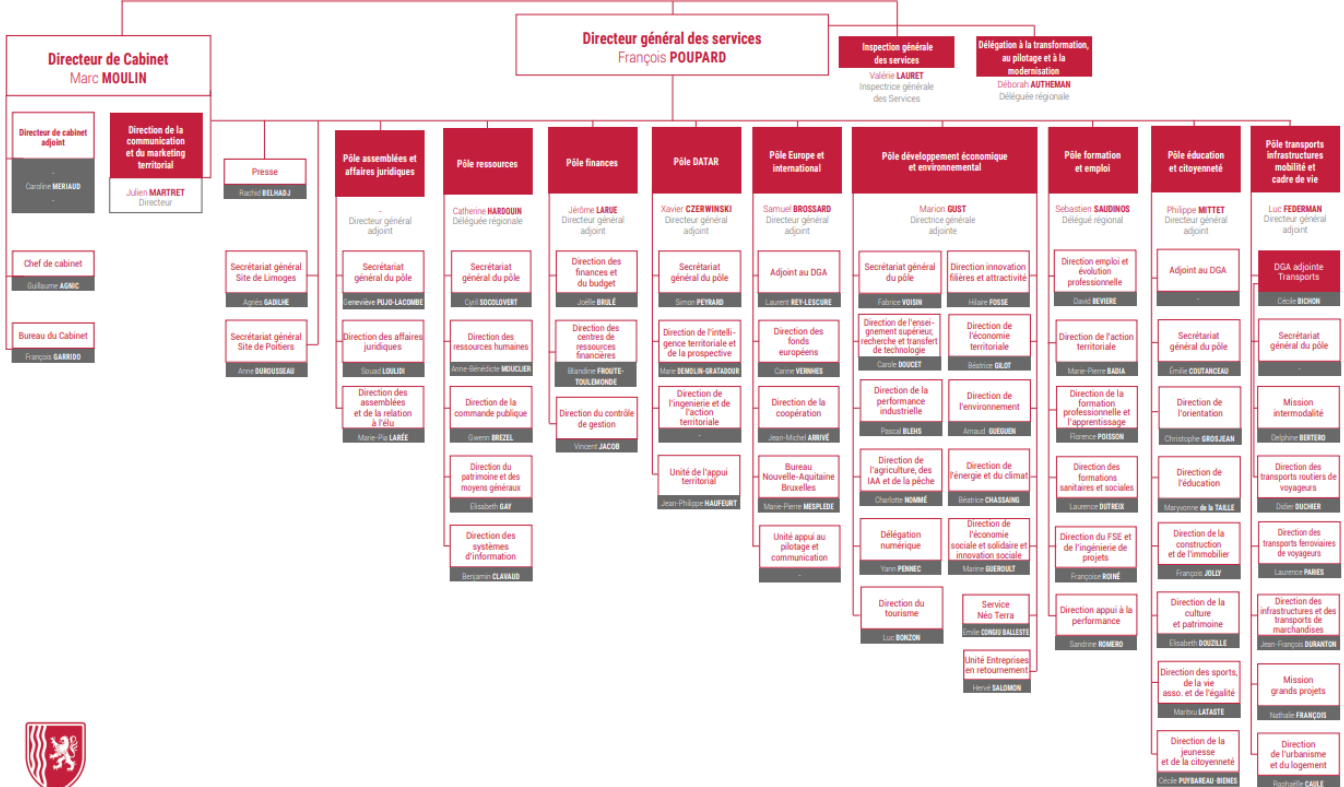 Directeur de Cabinet
Marc MOULIN
Directeur général des services
François POUPARD
Inspection générale
des services
Valérie LAURET
Inspectrice générale
des Services
Délégation à la transformation,
au pilotage et à la
modernisation
Déborah AUTHEMAN
Déléguée régionale
Directeur de cabinet
adjoint
-
Caroline MERIAUD
-
Chef de cabinet
Guillaume AGNIC
Bureau du Cabinet
François GARRIDO
Direction de la
communication
et du marketing
territorial
Julien MARTRET
Directeur
Presse
Rachid BELHADJ
Secrétariat général
Site de Limoges
Agnès GADILHE
Secrétariat général
Site de Poitiers
Anne DUROUSSEAU
Pôle assemblées et
affaires juridiques
-
Directeur général
adjoint
Secrétariat
général du pôle
Geneviève PUJO-LACOMBE
Direction des affaires
juridiques
Souad LOULIDI
Direction des
assemblées
et de la relation
à l'élu
Marie-Pia LARÉE
Pôle ressources
Catherine HARDOUIN
Déléguée régionale
Secrétariat
général du pôle
Cyril SOCOLOVERT
Direction des
ressources humaines
Anne-Bénédicte MOUCLIER
Direction de la
commande publique
Gwenn BREZEL
Direction du
patrimoine et des
moyens généraux
Elisabeth GAY
Direction des
systèmes
d'information
Benjamin CLAVAUD
Pôle finances
Jérôme LARUE
Directeur général
adjoint
Direction des
finances et
du budget
Joëlle BRULÉ
Direction des
centres de
ressources
financières
Blandine FROUTE-
TOULEMONDE
Direction du contrôle
de gestion
Vincent JACOB
Pôle DATAR
Xavier CZERWINSKI
Directeur général
adjoint
Secrétariat
général du pôle
Simon PEYRARD
Direction de l'intelli-
gence territoriale et
de la prospective
Marie DEMOLIN-GRATADOUR
Direction de
l'ingenierie et de
l'action
territoriale
-
Unité de l'appui
territorial
Jean-Philippe HAUFEURT
Pôle Europe et
international
Samuel BROSSARD
Directeur général
adjoint
Adjoint au DGA
Laurent REY-LESCURE
Direction des
fonds
européens
Carine VERNHES
Direction de la
coopération
Jean-Michel ARRIVÉ
Bureau
Nouvelle-Aquitaine
Bruxelles
Marie-Pierre MESPLEDE
Unité appui au
pilotage et
communication
-
Pôle développement économique
et environnemental
Marion GUST
Directrice générale
adjointe
Secrétariat général
du pôle
Fabrice VOISIN
Direction de l'ensei-
gnement supérieur,
recherche et transfert
de technologie
Carole DOUCET
Direction de la
performance
industrielle
Pascal BLEHS
Direction de
l'agriculture, des
IAA et de la pêche
Charlotte NOMMÉ
Délégation
numérique
Yann PENNEC
Direction du
tourisme
Luc BONZON
Direction innovation
filières et attractivité
Hilaire FOSSE
Direction de
l'économie
territoriale
Béatrice GILOT
Direction de
l'environnement
Arnaud GUEGUEN
Direction de
l'énergie et du climat
Béatrice CHASSAING
Direction de
l'économie
sociale et solidaire et
innovation sociale
Marine GUEROULT
Service
Néo Terra
Émilie CONGIU BALLESTE
Unité Entreprises
en retournement
Hervé SALOMON
Pôle formation
et emploi
Sebastien SAUDINOS
Délégué régional
Direction emploi et
évolution
professionnelle
David BEVIERE
Direction de l'action
territoriale
Marie-Pierre BADIA
Direction de la
formation
professionnelle et
l'apprentissage
Florence POISSON
Direction des
formations
sanitaires et sociales
Laurence DUTREIX
Direction du FSE et
de l'ingénierie de
projets
Françoise ROINÉ
Direction appui à la
performance
Sandrine ROMERO
Pôle éducation
et citoyenneté
Philippe MITTET
Directeur général
adjoint
Adjoint au DGA
-
Secrétariat
général du pôle
Émilie COUTANCEAU
Direction de
l'orientation
Christophe GROSJEAN
Direction de
l'éducation
Maryvonne de la TAILLE
Direction de la
construction
et de l'immobilier
François JOLLY
Direction de la
culture
et patrimoine
Elisabeth DOUZILLE
Direction des sports,
de la vie
asso. et de l'égalité
Maritxu LATASTE
Direction de la
jeunesse
et de la citoyenneté
Cécile PUYBAREAU-BIENES
Pôle transports
infrastructures
mobilité et
cadre de vie
Luc FEDERMAN
Directeur général
adjoint
DGA adjointe
Transports
Cécile BICHON
Secrétariat
général du pôle
-
Mission
intermodalité
Delphine BERTERO
Direction des
transports routiers de
voyageurs
Didier DUCHIER
Direction des
transports ferroviaires
de voyageurs
Laurence PARIES
Direction des
infrastructures et des
transports de
marchandises
Jean-François DURANTON
Mission
grands projets
Nathalie FRANÇOIS
Direction
de l'urbanisme
et du logement
Raphaëlle CAULE